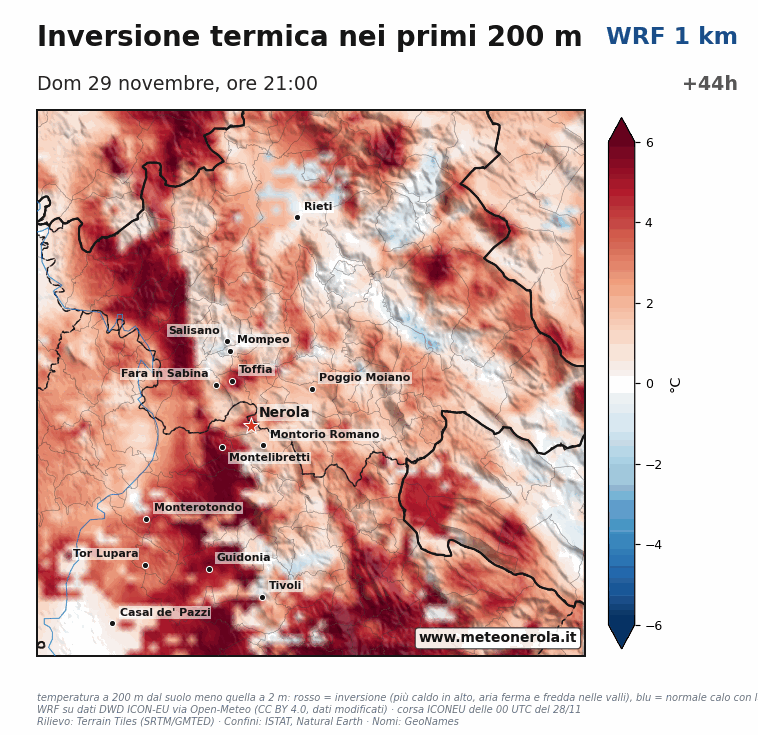 Inversione termica nei primi 200 m WRF 1 km
Dom 29 novembre, ore 21:00 +44h
6
4
2
0
−2
−4
−6
°C
Rieti
Salisano
Mompeo
Fara in Sabina
Toffia
Poggio Moiano
Nerola
Montorio Romano
Montelibretti
Monterotondo
Tor Lupara
Guidonia
Tivoli
Casal de' Pazzi
www.meteonerola.it
temperatura a 200 m dal suolo meno quella a 2 m: rosso = inversione (più caldo in alto, aria ferma e fredda nelle valli), blu = normale calo con l
WRF su dati DWD ICON-EU via Open-Meteo (CC BY 4.0, dati modificati) · corsa ICONEU delle 00 UTC del 28/11
Rilievo: Terrain Tiles (SRTM/GMTED) · Confini: ISTAT, Natural Earth · Nomi: GeoNames